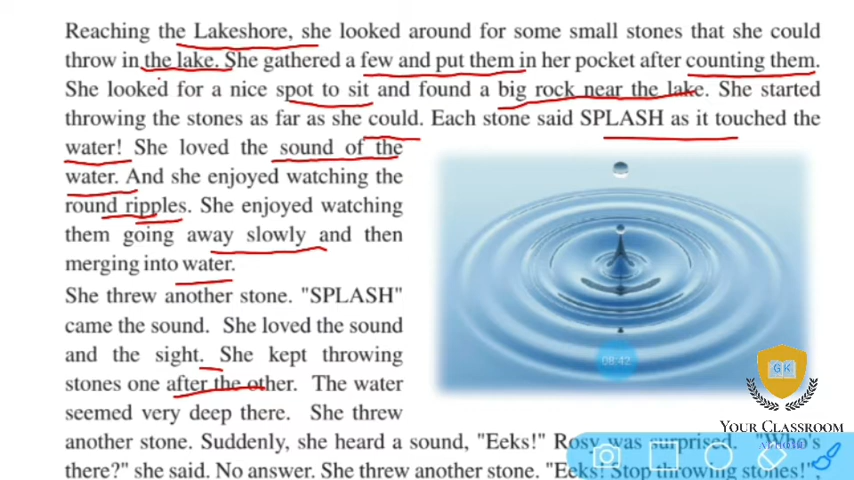 Reaching the Lakeshore, she looked around for some small stones that she could
throw in the lake. She gathered a few and put them in her pocket after counting them.
She looked for a nice spot to sit and found a big rock near the lake. She started
throwing the stones as far as she could. Each stone said SPLASH as it touched the
water! She loved the sound of the
water. And she enjoyed watching the
round ripples. She enjoyed watching
them going away slowly and then
merging into water.
She threw another stone. "SPLASH"
came the sound. She loved the sound
and the sight. She kept throwing
stones one after the other. The water
seemed very deep there. She threw
another stone. Suddenly, she heard a sound, "Eeks!" Rosy was surprised. "Who's
there?" she said. No answer. She threw another stone. "Eeks! Stop throwing stones!",
08:42
GK
YOUR CLASSROOM
AT HOME